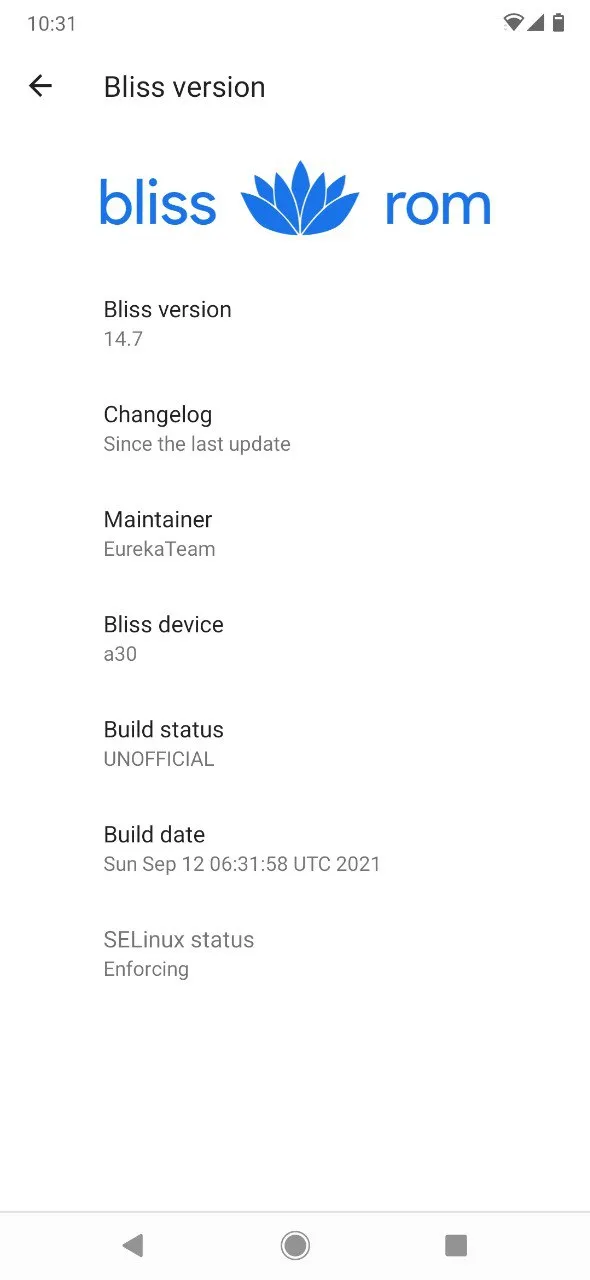 10:31
Bliss version
bliss rom
Bliss version
14.7
Changelog
Since the last update
Maintainer
EurekaTeam
Bliss device
a30
Build status
UNOFFICIAL
Build date
Sun Sep 12 06:31:58 UTC 2021
SELinux status
Enforcing